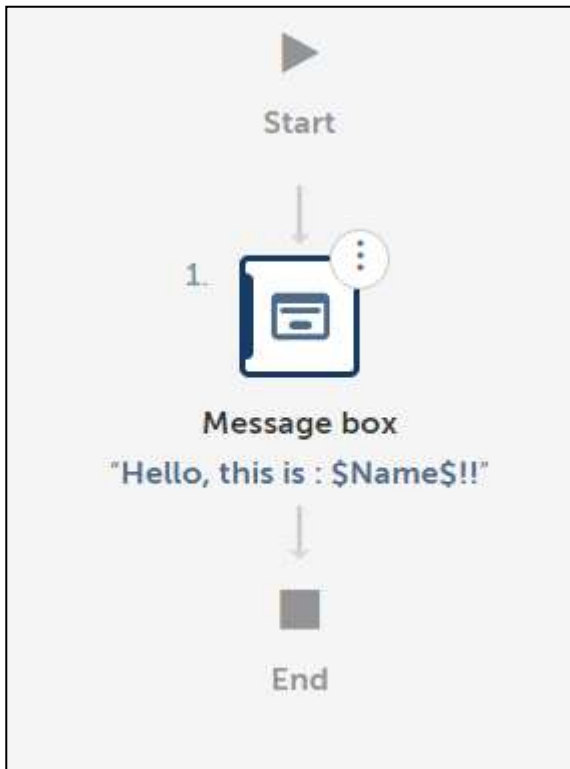 Start
1.
Message box
"Hello, this is : $Name$!!"
End